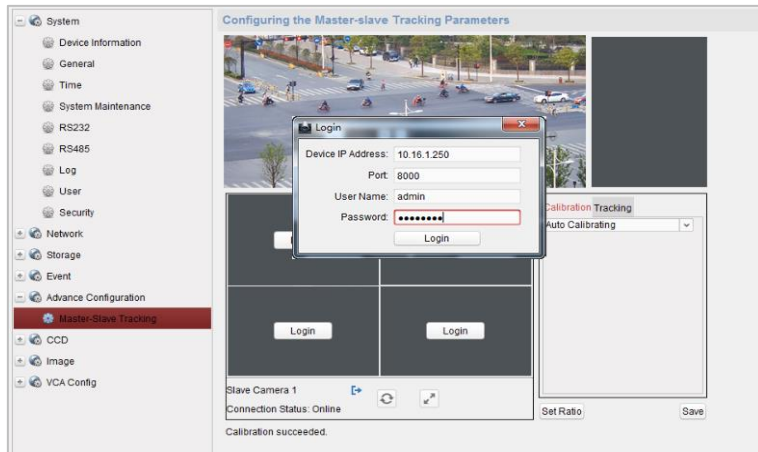 System
Device Information
General
Time
System Maintenance
RS232
RS485
Log
User
Security
Network
Storage
Event
Advance Configuration
Master-Slave Tracking
CCD
Image
VCA Config
Configuring the Master-slave Tracking Parameters
Login
Device IP Address: 10.16.1.250
Port: 8000
User Name: admin
Password: ●●●●●●●●
Login
Login
Login
Slave Camera 1
Connection Status: Online
Calibration succeeded.
Calibration Tracking
Auto Calibrating
Set Ratio
Save